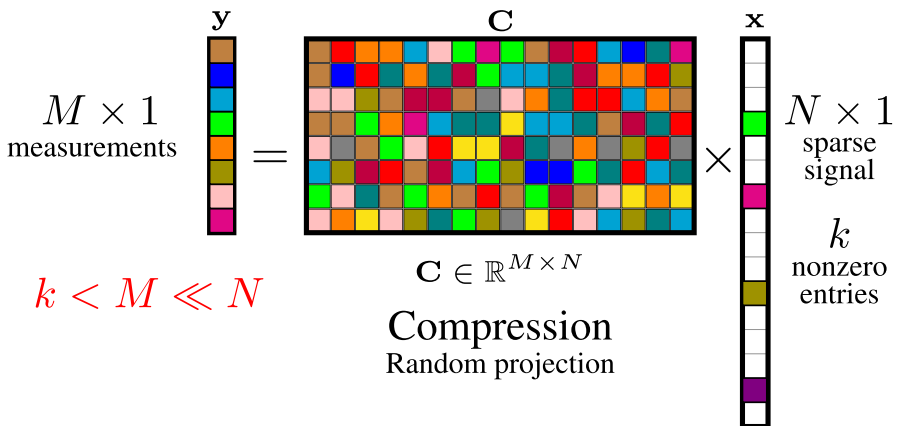 y
C
x
M × 1
measurements
=
×
N × 1
sparse
signal
k
nonzero
entries
C ∈ ℝ^{M×N}
k < M ≪ N
Compression
Random projection